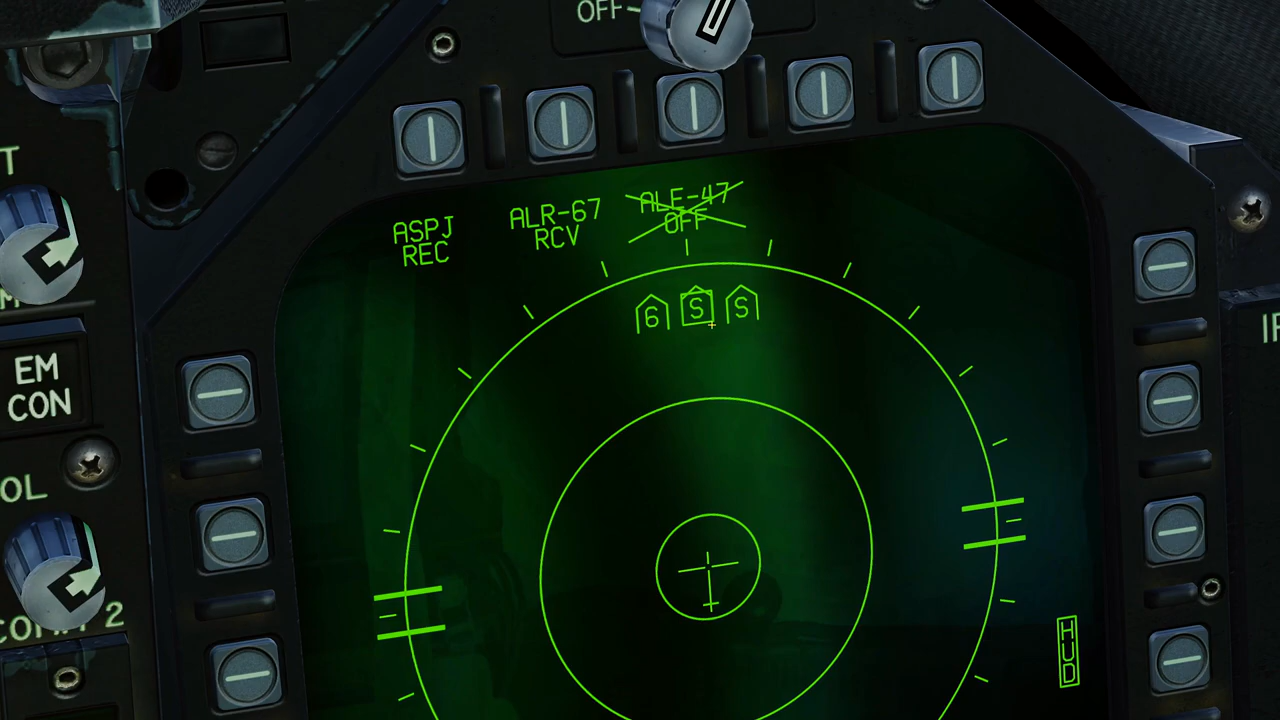 OFF
ASPJ
REC
ALR-67
RCV
ALE-47
OFF
6 S S
EM
CON
OL
COMM 2
HUD